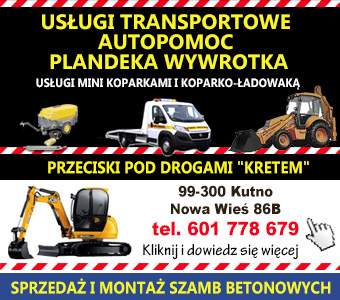 USŁUGI TRANSPORTOWE
AUTOPOMOC
PLANDEKA WYWROTKA
USŁUGI MINI KOPARKAMI I KOPARKO-ŁADOWAKĄ
PRZECISKI POD DROGAMI "KRETEM"
99-300 Kutno
Nowa Wieś 86B
tel. 601 778 679
Kliknij i dowiedz się więcej
SPRZEDAŻ I MONTAŻ SZAMB BETONOWYCH